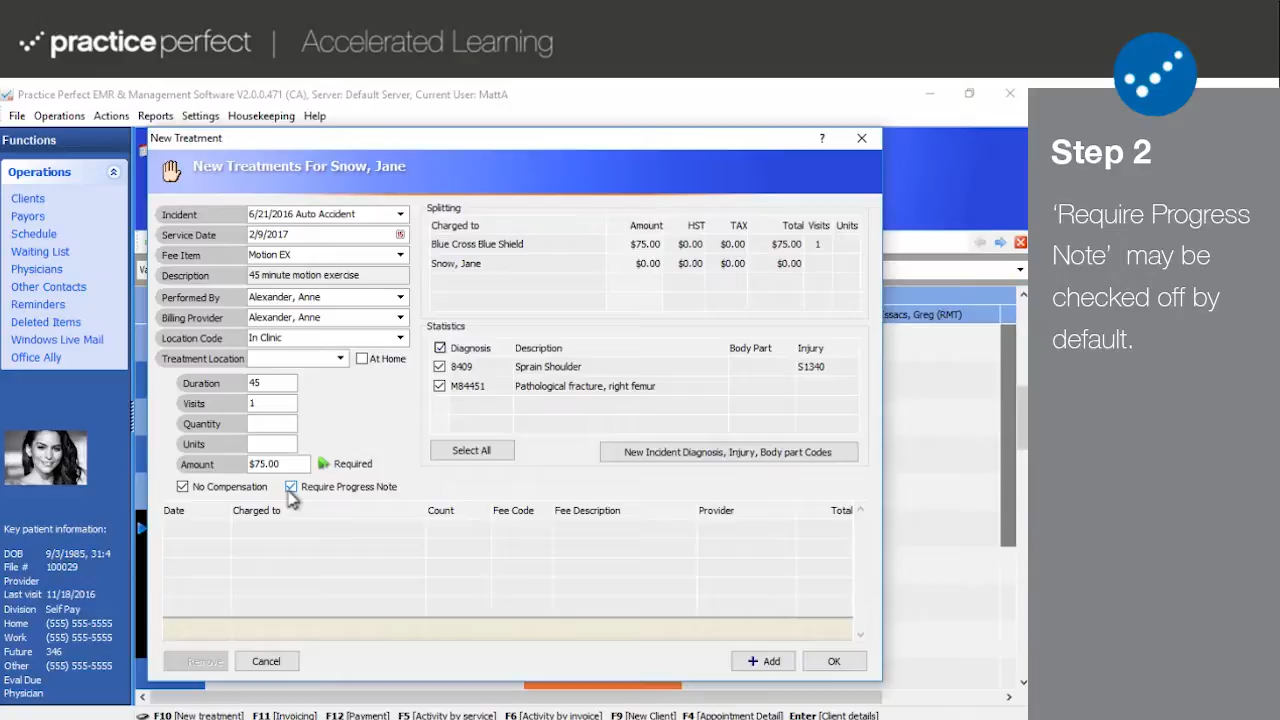 practiceperfect | Accelerated Learning
Practice Perfect EMR & Management Software V2.0.0.471 (CA), Server: Default Server, Current User: MattA
File Operations Actions Reports Settings Housekeeping Help
Functions
Operations
Clients
Payors
Schedule
Waiting List
Physicians
Other Contacts
Reminders
Deleted Items
Windows Live Mail
Office Ally
Key patient information:
DOB 9/3/1985, 31:4
File # 100029
Provider
Last visit 11/18/2016
Division Self Pay
Home (555) 555-5555
Work (555) 555-5555
Future 346
Other (555) 555-5555
Eval Due
Physician
New Treatment
New Treatments For Snow, Jane
Incident 6/21/2016 Auto Accident
Service Date 2/9/2017
Fee Item Motion EX
Description 45 minute motion exercise
Performed By Alexander, Anne
Billing Provider Alexander, Anne
Location Code In Clinic
Treatment Location At Home
Duration 45
Visits 1
Quantity
Units
Amount $75.00 Required
No Compensation Require Progress Note
Splitting
Charged to Amount HST TAX Total Visits Units
Blue Cross Blue Shield $75.00 $0.00 $0.00 $75.00 1
Snow, Jane $0.00 $0.00 $0.00 $0.00
Statistics
Diagnosis Description Body Part Injury
8409 Sprain Shoulder S1340
M84451 Pathological fracture, right femur
Select All New Incident Diagnosis, Injury, Body part Codes
Date Charged to Count Fee Code Fee Description Provider Total
Remove Cancel Add OK
ssacs, Greg (RMT)
F10 [New treatment] F11 [Invoicing] F12 [Payment] F5 [Activity by service] F6 [Activity by invoice] F9 [New Client] F4 [Appointment Detail] Enter [Client details]
Step 2
‘Require Progress
Note’ may be
checked off by
default.